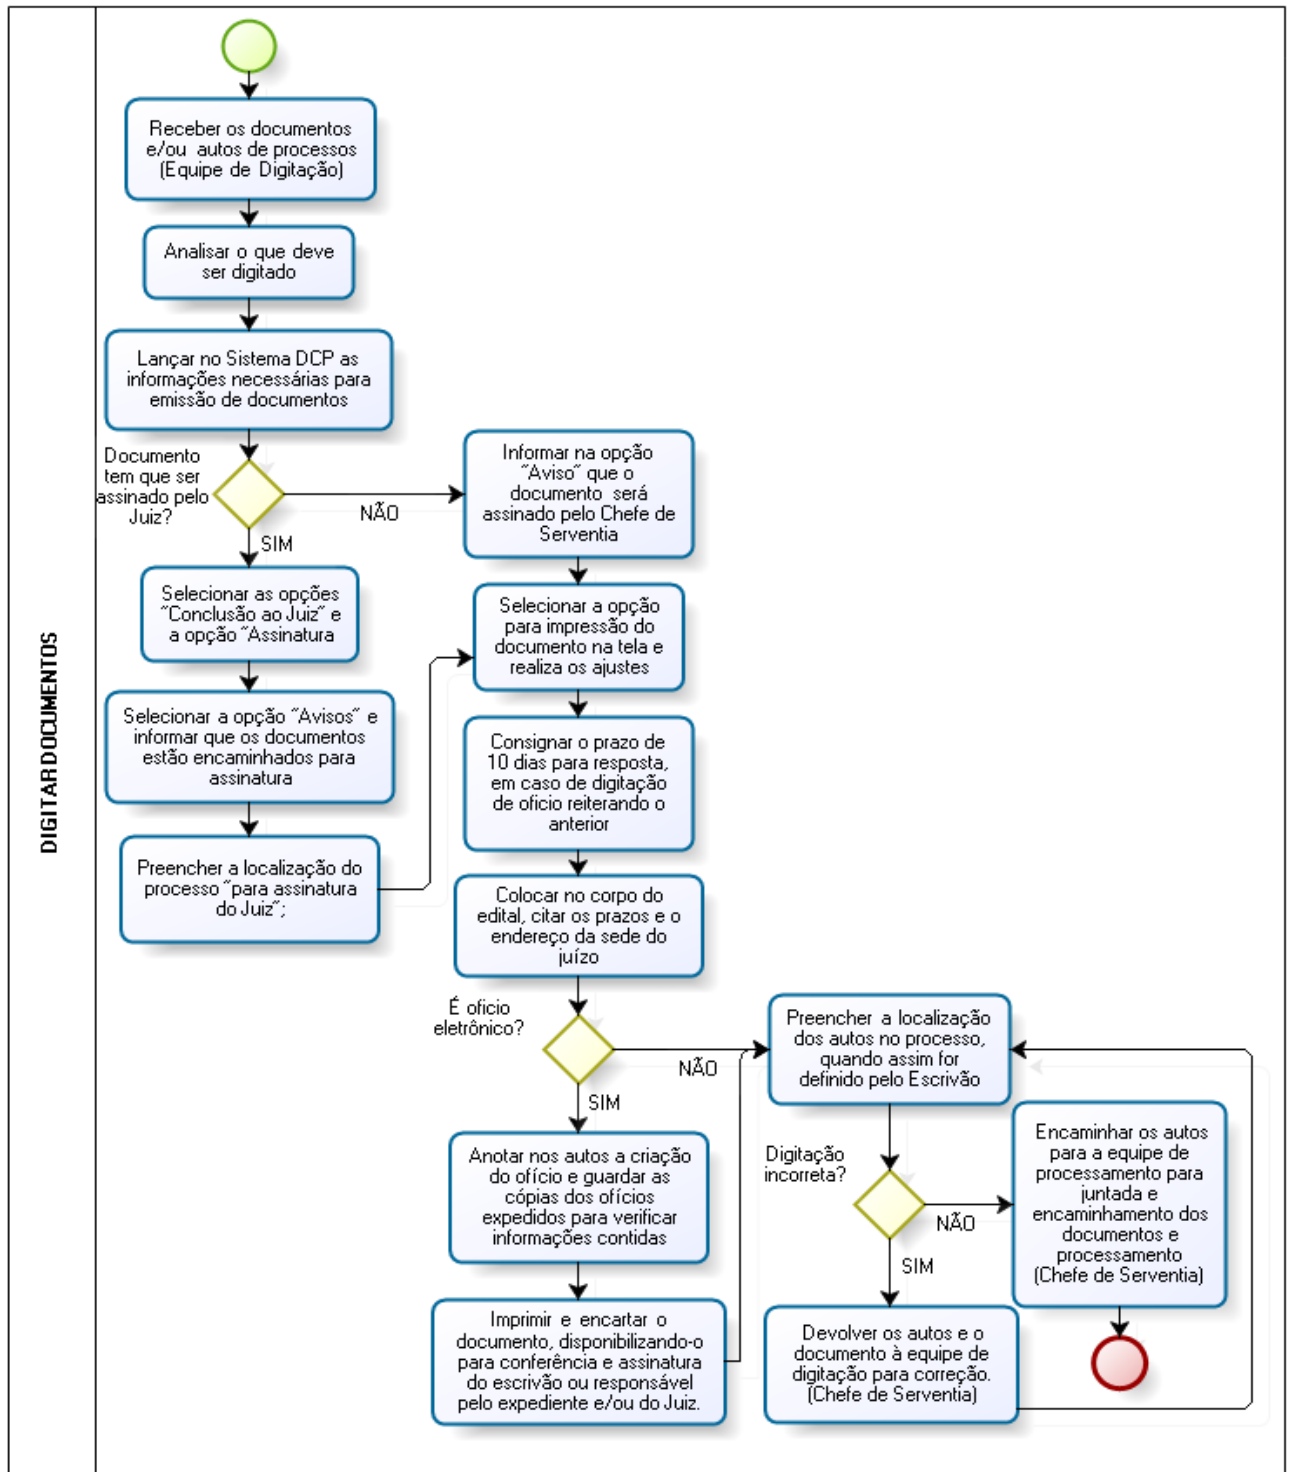 DIGITAR DOCUMENTOS
Receber os documentos
e/ou autos de processos
(Equipe de Digitação)
Analisar o que deve
ser digitado
Lançar no Sistema DCP as
informações necessárias para
emissão de documentos
Documento
tem que ser
assinado pelo
Juiz?
NÃO
SIM
Informar na opção
"Aviso" que o
documento será
assinado pelo Chefe de
Serventia
Selecionar as opções
"Conclusão ao Juiz" e
a opção "Assinatura
Selecionar a opção "Avisos" e
informar que os documentos
estão encaminhados para
assinatura
Preencher a localização do
processo "para assinatura
do Juiz";
Selecionar a opção
para impressão do
documento na tela e
realiza os ajustes
Consignar o prazo de
10 dias para resposta,
em caso de digitação
de oficio reiterando o
anterior
Colocar no corpo do
edital, citar os prazos e o
endereço da sede do
juízo
É oficio
eletrônico?
NÃO
SIM
Anotar nos autos a criação
do ofício e guardar as
cópias dos ofícios
expedidos para verificar
informações contidas
Imprimir e encartar o
documento, disponibilizando-o
para conferência e assinatura
do escrivão ou responsável
pelo expediente e/ou do Juiz.
Preencher a localização
dos autos no processo,
quando assim for
definido pelo Escrivão
Digitação
incorreta?
NÃO
SIM
Encaminhar os autos
para a equipe de
processamento para
juntada e
encaminhamento dos
documentos e
processamento
(Chefe de Serventia)
Devolver os autos e o
documento à equipe de
digitação para correção.
(Chefe de Serventia)